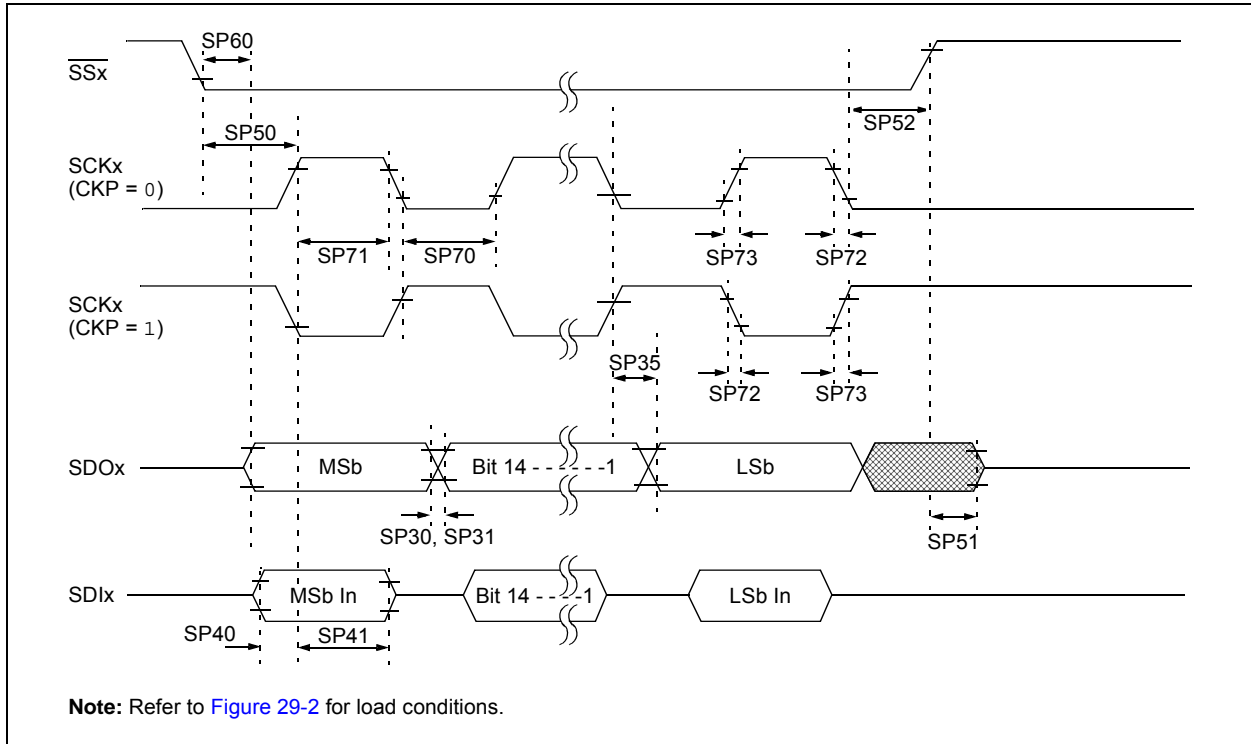 SP60
SSx
SP50
SP52
SCKx
(CKP = 0)
SP71
SP70
SP73
SP72
SCKx
(CKP = 1)
SP35
SP72
SP73
SDOx
MSb
Bit 14 - - - - - -1
LSb
SP30, SP31
SP51
SDIx
MSb In
Bit 14 - - - - -1
LSb In
SP40
SP41
Note: Refer to Figure 29-2 for load conditions.